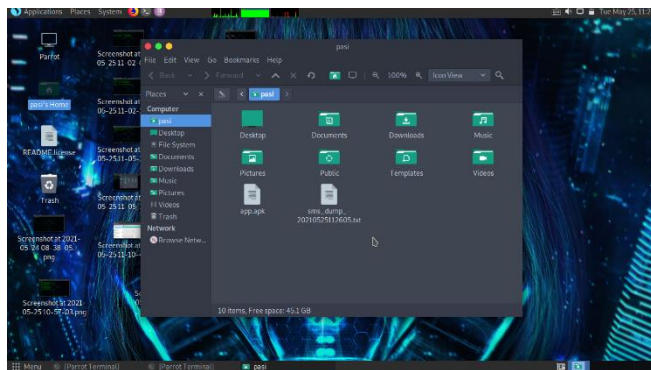 Applications Places System Tue May 25, 11:2
Parrot
pasi's Home
README.license
Trash
Screenshot at 2021-
05-24 08-38-05.
png
Screenshot at 2021-
05-25 10-57-03.png
Screenshot at
05-25 11-02-
Screenshot at
05-25 11-02-
Screenshot at
05-25 11-05-
Screenshot at
05-25 11-05-
Screenshot at
05-25 11-10-
pasi
File Edit View Go Bookmarks Help
Back Forward 100% Icon View
Places
pasi
Computer
pasi
Desktop
File System
Documents
Downloads
Music
Pictures
Videos
Trash
Network
Browse Netw...
Desktop Documents Downloads Music
Pictures Public Templates Videos
app.apk sms_dump_
20210525112605.txt
10 items, Free space: 45.1 GB
Menu [Parrot Terminal] [Parrot Terminal] pasi